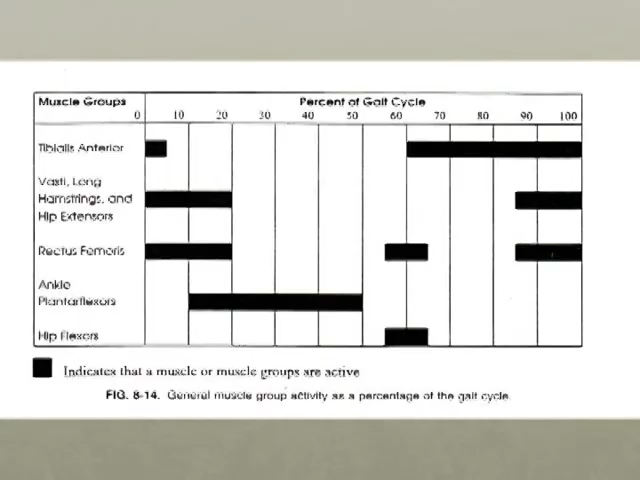 Muscle Groups Percent of Gait Cycle
0 10 20 30 40 50 60 70 80 90 100
Tibialis Anterior
Vasti, Long
Hamstrings, and
Hip Extensors
Rectus Femoris
Ankle
Plantarflexors
Hip Flexors
Indicates that a muscle or muscle groups are active
FIG. 8-14. General muscle group activity as a percentage of the gait cycle.